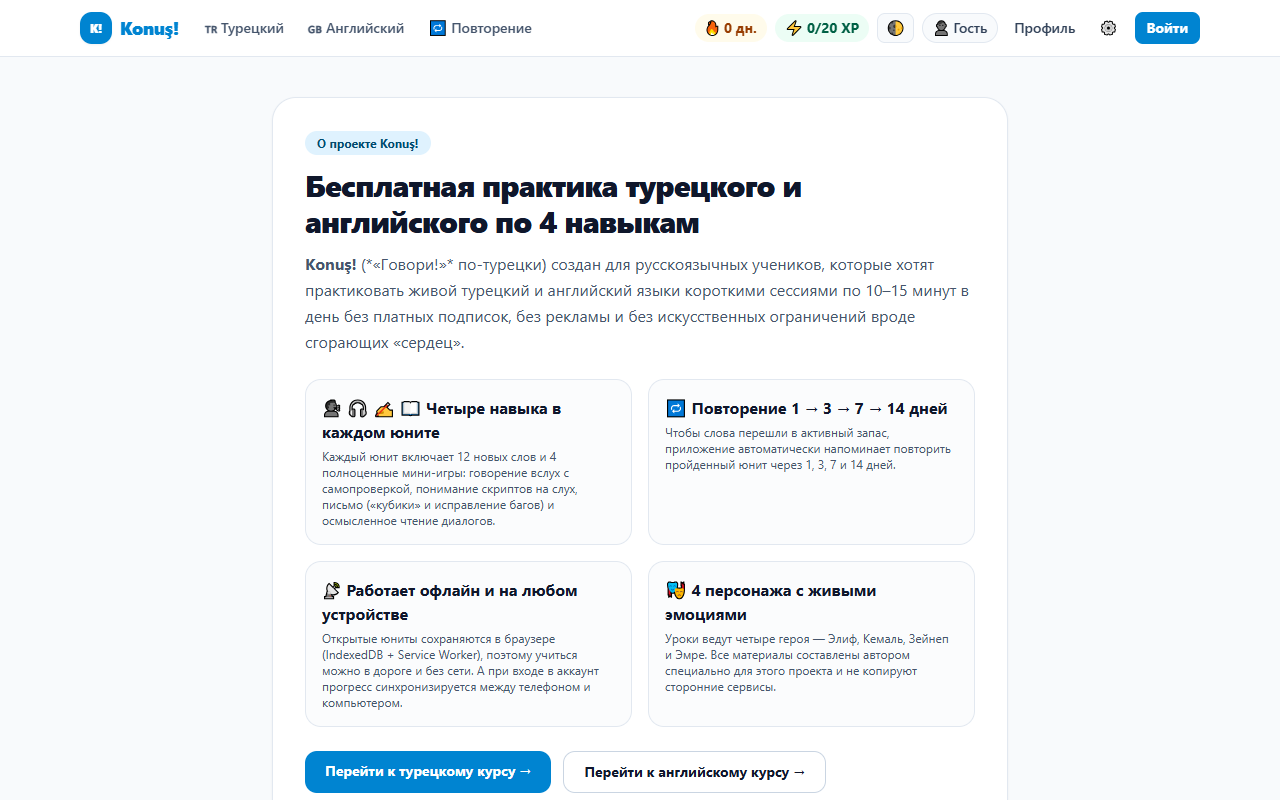 K!
Konuş!
TR Турецкий
GB Английский
Повторение
0 дн.
0/20 XP
Гость
Профиль
Войти
О проекте Konuş!
Бесплатная практика турецкого и
английского по 4 навыкам
Konuş! (*«Говори!»* по-турецки) создан для русскоязычных учеников, которые хотят
практиковать живой турецкий и английский языки короткими сессиями по 10–15 минут в
день без платных подписок, без рекламы и без искусственных ограничений вроде
сгорающих «сердец».
Четыре навыка в
каждом юните
Каждый юнит включает 12 новых слов и 4
полноценные мини-игры: говорение вслух с
самопроверкой, понимание скриптов на слух,
письмо («кубики» и исправление багов) и
осмысленное чтение диалогов.
Повторение 1 → 3 → 7 → 14 дней
Чтобы слова перешли в активный запас,
приложение автоматически напоминает повторить
пройденный юнит через 1, 3, 7 и 14 дней.
Работает офлайн и на любом
устройстве
Открытые юниты сохраняются в браузере
(IndexedDB + Service Worker), поэтому учиться
можно в дороге и без сети. А при входе в аккаунт
прогресс синхронизируется между телефоном и
компьютером.
4 персонажа с живыми
эмоциями
Уроки ведут четыре героя — Элиф, Кемаль, Зейнеп
и Эмре. Все материалы составлены автором
специально для этого проекта и не копируют
сторонние сервисы.
Перейти к турецкому курсу →
Перейти к английскому курсу →